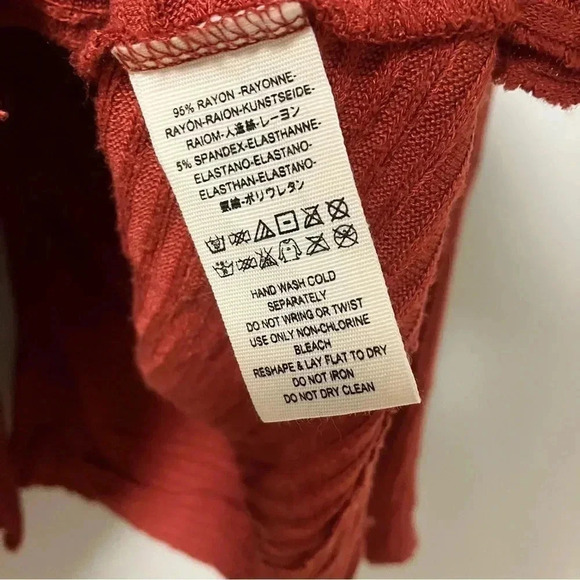 95% RAYON -RAYONNE-
RAYÓN-RAION-KUNSTSEIDE-
RAIOM-人造絲-レーヨン
5% SPANDEX-ELASTHANNE-
ELASTANO-ELASTANO-
ELASTHAN-ELASTANO-
氨綸-ポリウレタン
HAND WASH COLD
SEPARATELY
DO NOT WRING OR TWIST
USE ONLY NON-CHLORINE
BLEACH
RESHAPE & LAY FLAT TO DRY
DO NOT IRON
DO NOT DRY CLEAN